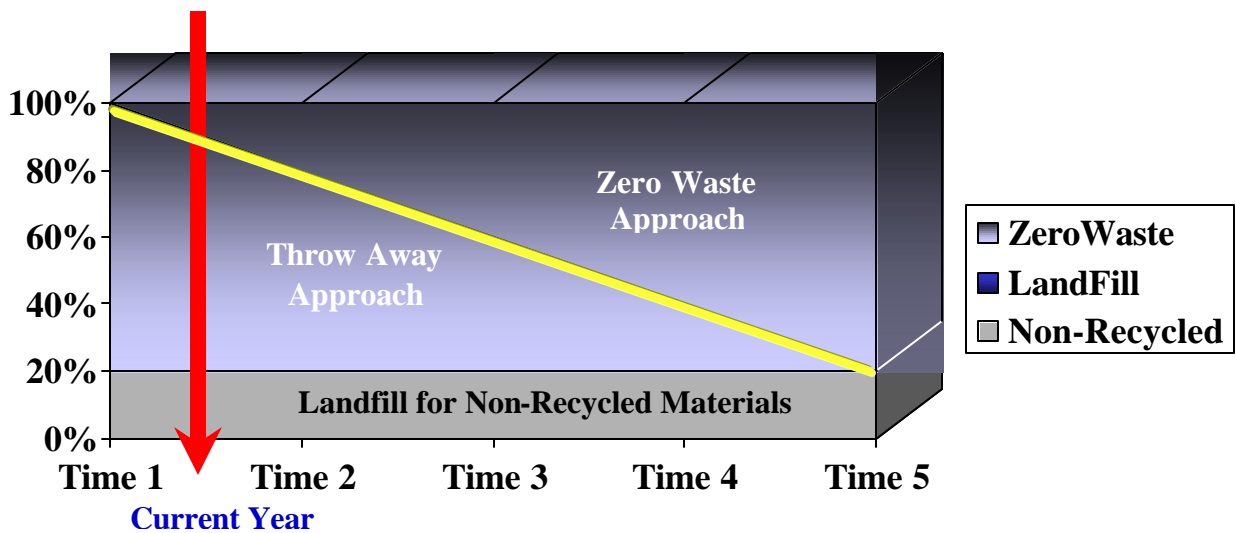 100%
80%
60%
40%
20%
0%
Zero Waste
Approach
Throw Away
Approach
Landfill for Non-Recycled Materials
Time 1
Time 2
Time 3
Time 4
Time 5
Current Year
ZeroWaste
LandFill
Non-Recycled